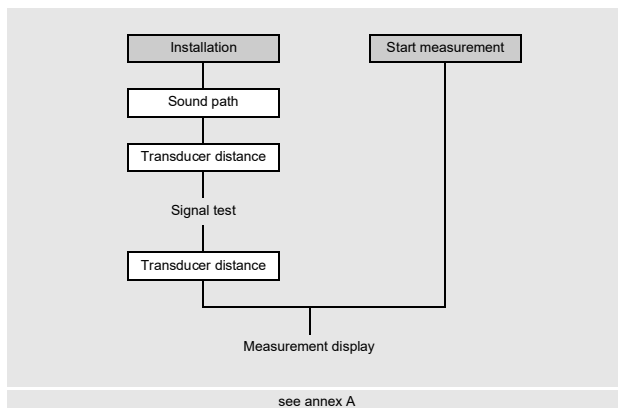 Installation
Start measurement
Sound path
Transducer distance
Signal test
Transducer distance
Measurement display
see annex A